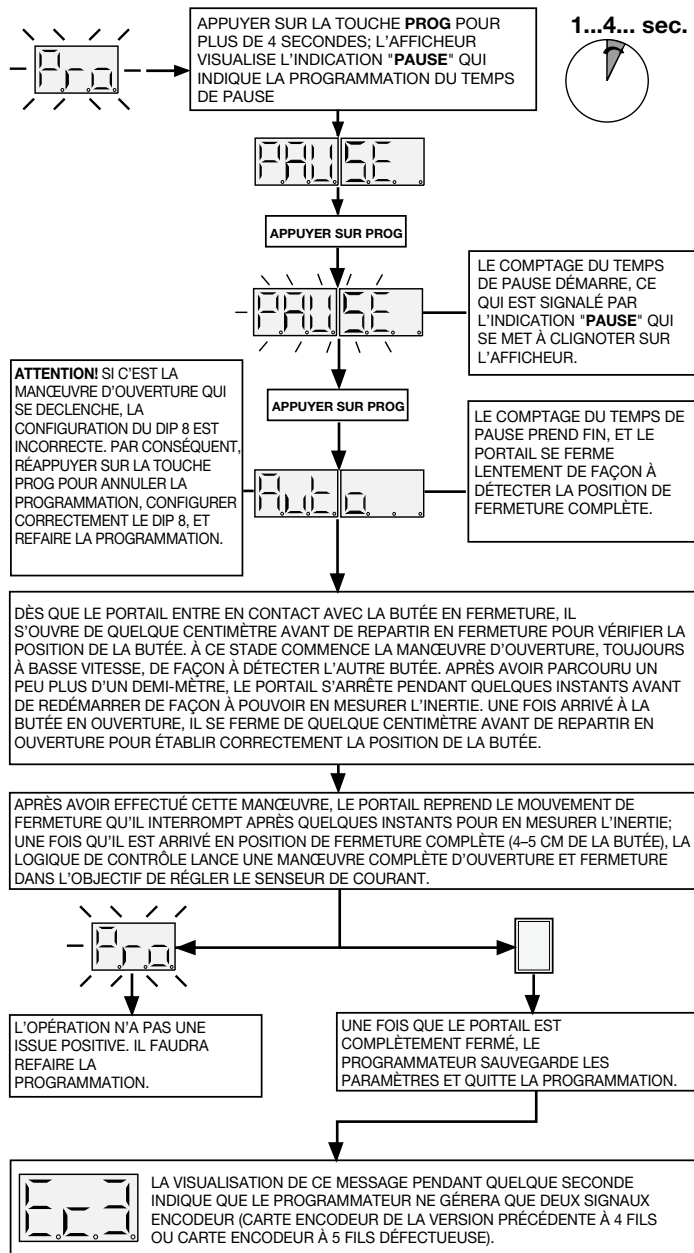 Pro
APPUYER SUR LA TOUCHE PROG POUR
PLUS DE 4 SECONDES; L'AFFICHEUR
VISUALISE L'INDICATION "PAUSE" QUI
INDIQUE LA PROGRAMMATION DU TEMPS
DE PAUSE
1...4... sec.
PAUSE
APPUYER SUR PROG
PAUSE
LE COMPTAGE DU TEMPS
DE PAUSE DÉMARRE, CE
QUI EST SIGNALÉ PAR
L'INDICATION "PAUSE" QUI
SE MET À CLIGNOTER SUR
L'AFFICHEUR.
ATTENTION! SI C'EST LA
MANŒUVRE D'OUVERTURE QUI
SE DECLENCHE, LA
CONFIGURATION DU DIP 8 EST
INCORRECTE. PAR CONSÉQUENT,
RÉAPPUYER SUR LA TOUCHE
PROG POUR ANNULER LA
PROGRAMMATION, CONFIGURER
CORRECTEMENT LE DIP 8, ET
REFAIRE LA PROGRAMMATION.
APPUYER SUR PROG
Auto
LE COMPTAGE DU TEMPS DE
PAUSE PREND FIN, ET LE
PORTAIL SE FERME
LENTEMENT DE FAÇON À
DÉTECTER LA POSITION DE
FERMETURE COMPLÈTE.
DÈS QUE LE PORTAIL ENTRE EN CONTACT AVEC LA BUTÉE EN FERMETURE, IL
S'OUVRE DE QUELQUE CENTIMÈTRE AVANT DE REPARTIR EN FERMETURE POUR VÉRIFIER LA
POSITION DE LA BUTÉE. À CE STADE COMMENCE LA MANŒUVRE D'OUVERTURE, TOUJOURS
À BASSE VITESSE, DE FAÇON À DÉTECTER L'AUTRE BUTÉE. APRÈS AVOIR PARCOURU UN
PEU PLUS D'UN DEMI-MÈTRE, LE PORTAIL S'ARRÊTE PENDANT QUELQUES INSTANTS AVANT
DE REDÉMARRER DE FAÇON À POUVOIR EN MESURER L'INERTIE. UNE FOIS ARRIVÉ À LA
BUTÉE EN OUVERTURE, IL SE FERME DE QUELQUE CENTIMÈTRE AVANT DE REPARTIR EN
OUVERTURE POUR ÉTABLIR CORRECTEMENT LA POSITION DE LA BUTÉE.
APRÈS AVOIR EFFECTUÉ CETTE MANŒUVRE, LE PORTAIL REPREND LE MOUVEMENT DE
FERMETURE QU'IL INTERROMPT APRÈS QUELQUES INSTANTS POUR EN MESURER L'INERTIE;
UNE FOIS QU'IL EST ARRIVÉ EN POSITION DE FERMETURE COMPLÈTE (4–5 CM DE LA BUTÉE), LA
LOGIQUE DE CONTRÔLE LANCE UNE MANŒUVRE COMPLÈTE D'OUVERTURE ET FERMETURE
DANS L'OBJECTIF DE RÉGLER LE SENSEUR DE COURANT.
Pro
L'OPÉRATION N'A PAS UNE
ISSUE POSITIVE. IL FAUDRA
REFAIRE LA
PROGRAMMATION.
UNE FOIS QUE LE PORTAIL EST
COMPLÈTEMENT FERMÉ, LE
PROGRAMMATEUR SAUVEGARDE LES
PARAMÈTRES ET QUITTE LA PROGRAMMATION.
Er3
LA VISUALISATION DE CE MESSAGE PENDANT QUELQUE SECONDE
INDIQUE QUE LE PROGRAMMATEUR NE GÉRERA QUE DEUX SIGNAUX
ENCODEUR (CARTE ENCODEUR DE LA VERSION PRÉCÉDENTE À 4 FILS
OU CARTE ENCODEUR À 5 FILS DÉFECTUEUSE).